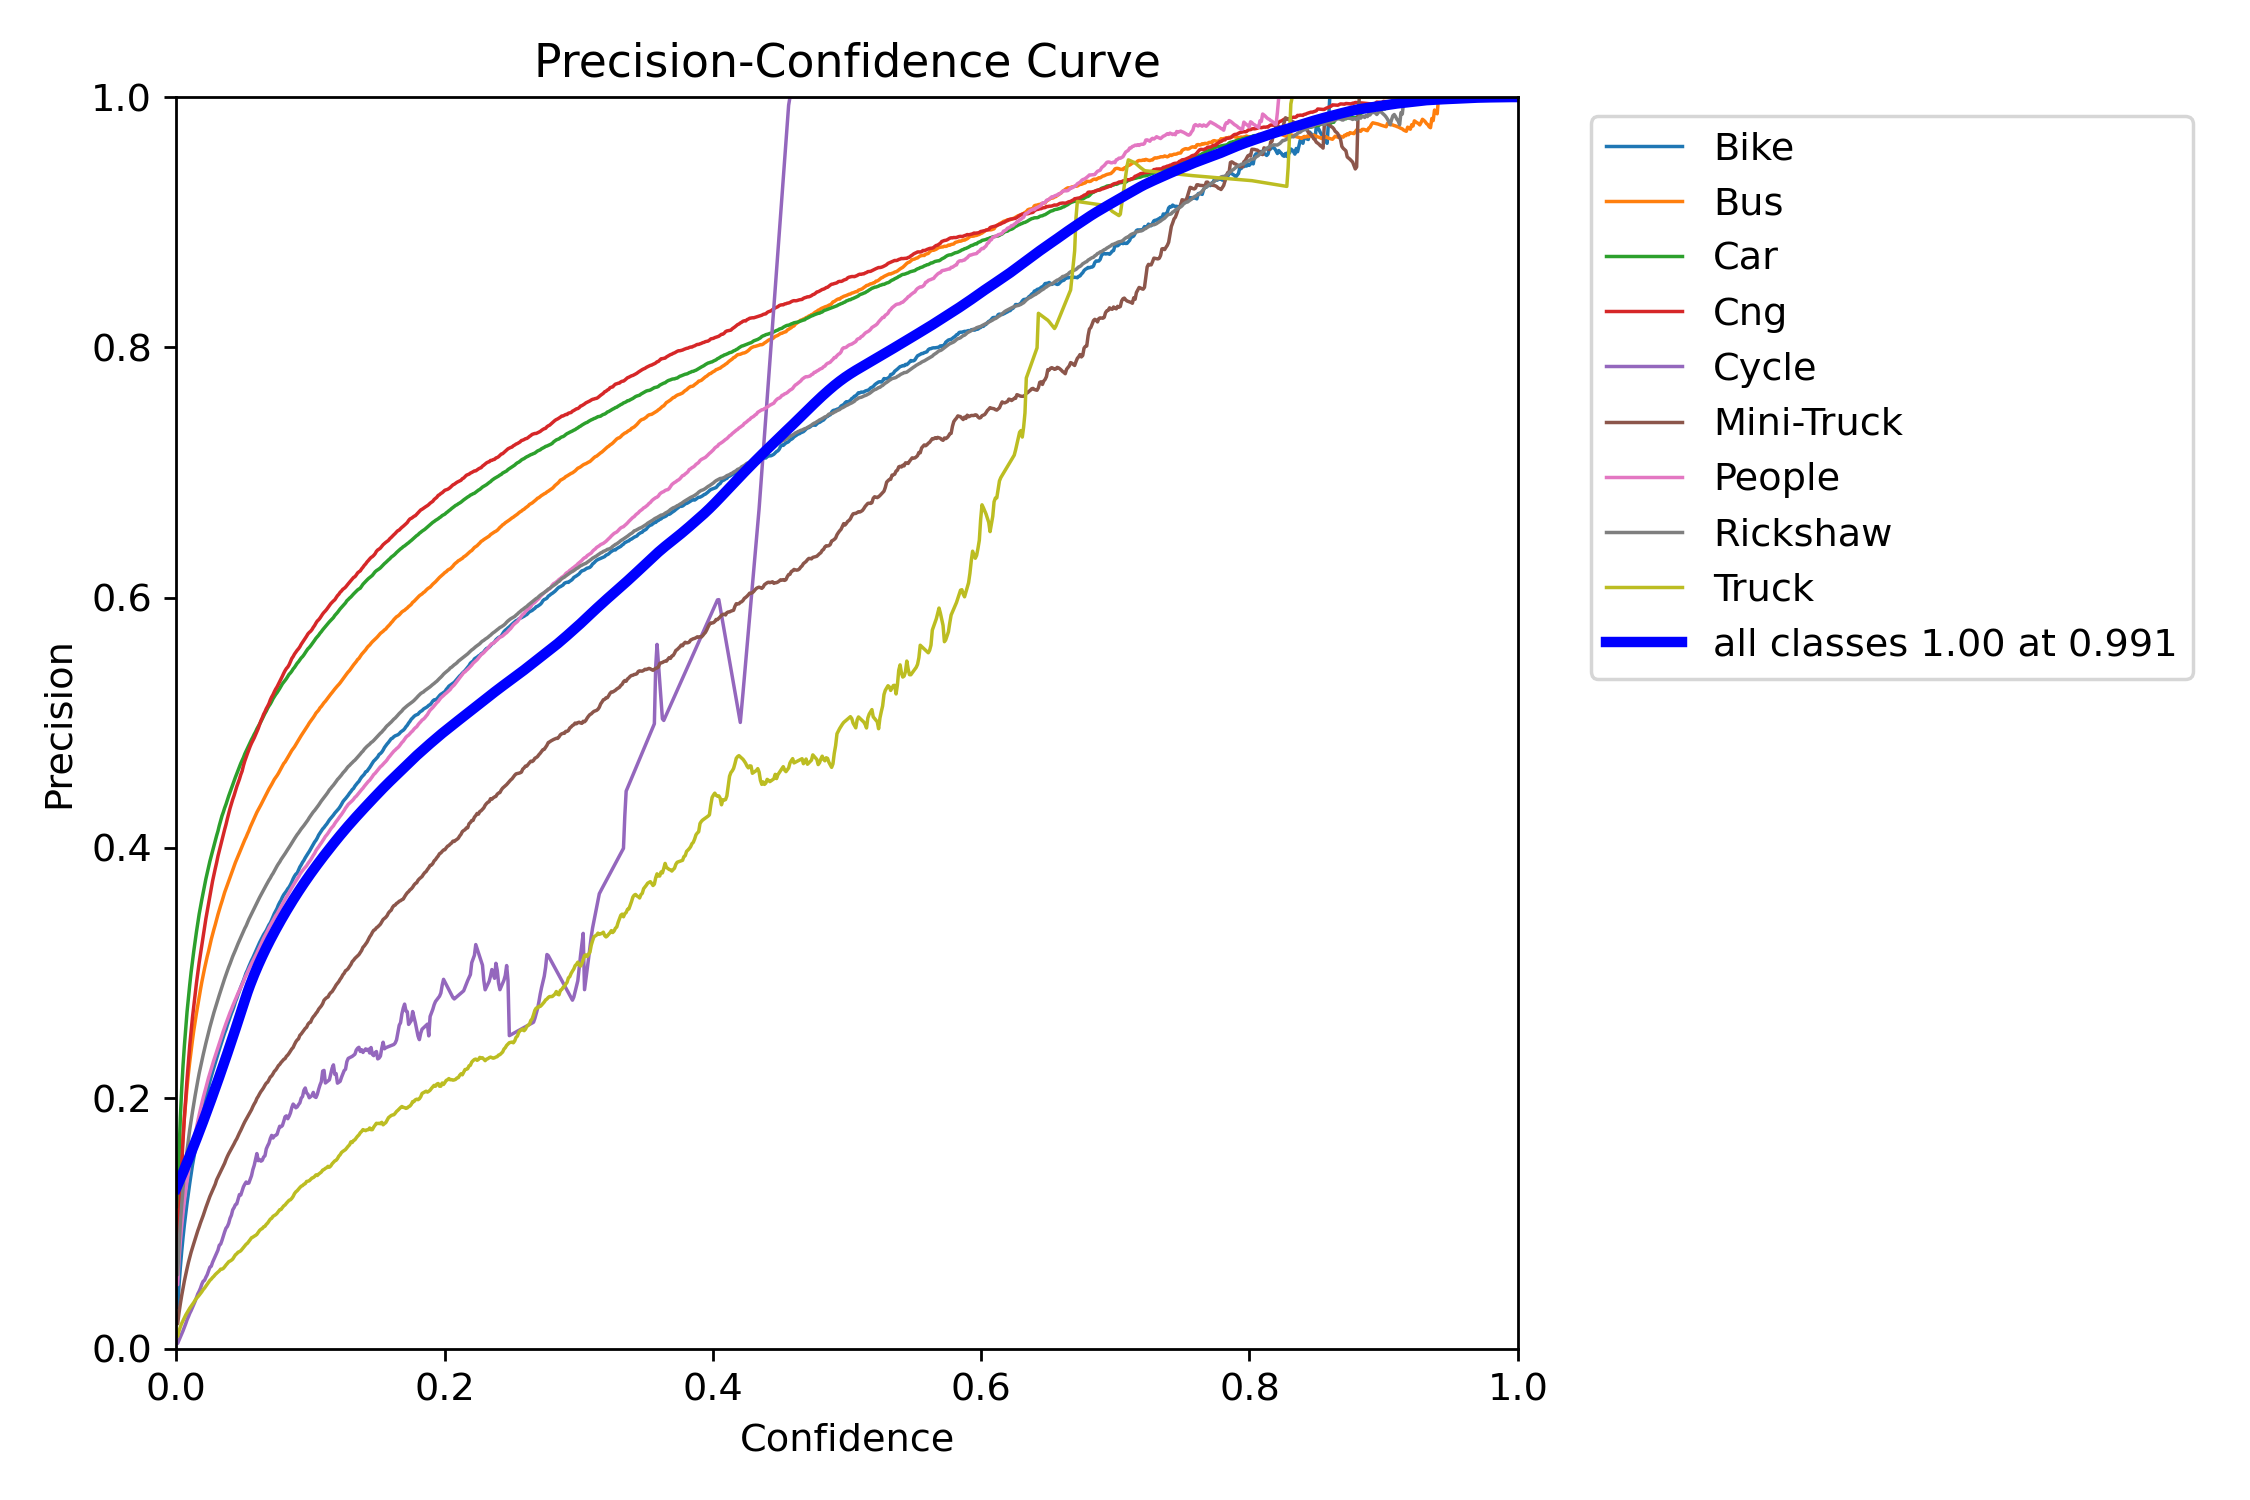 Precision-Confidence Curve
1.0
0.8
0.6
0.4
0.2
0.0
Precision
0.0 0.2 0.4 0.6 0.8 1.0
Confidence
Bike
Bus
Car
Cng
Cycle
Mini-Truck
People
Rickshaw
Truck
all classes 1.00 at 0.991